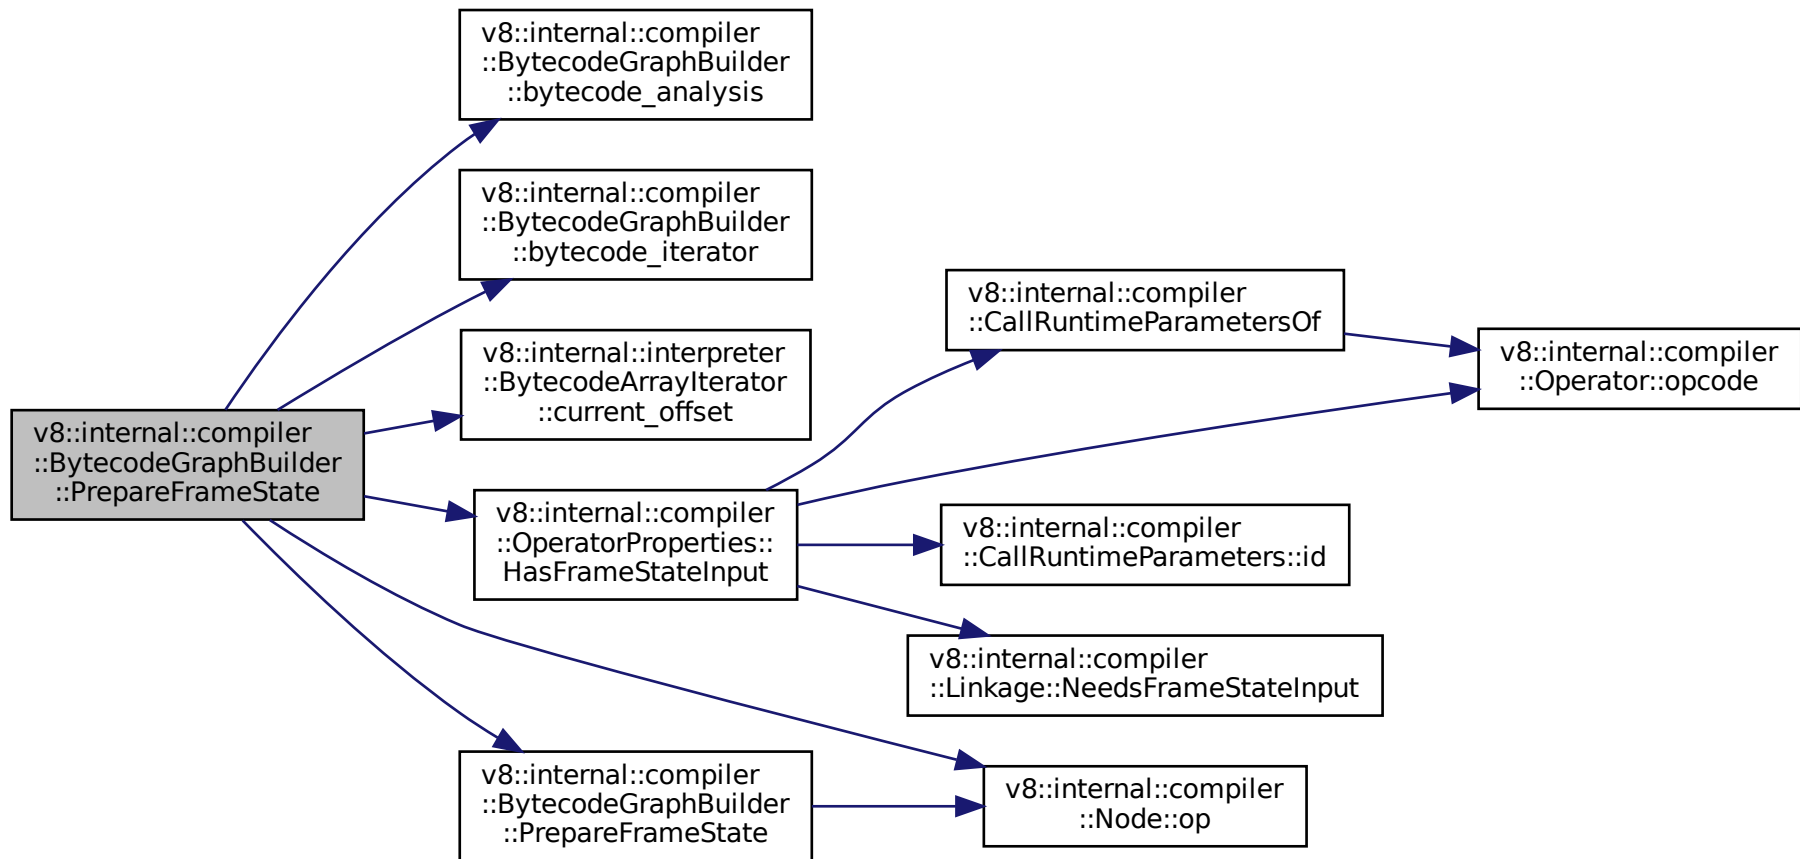 v8::internal::compiler
::BytecodeGraphBuilder
::bytecode_analysis
v8::internal::compiler
::BytecodeGraphBuilder
::bytecode_iterator
v8::internal::interpreter
::BytecodeArrayIterator
::current_offset
v8::internal::compiler
::BytecodeGraphBuilder
::PrepareFrameState
v8::internal::compiler
::OperatorProperties::
HasFrameStateInput
v8::internal::compiler
::CallRuntimeParametersOf
v8::internal::compiler
::Operator::opcode
v8::internal::compiler
::CallRuntimeParameters::id
v8::internal::compiler
::Linkage::NeedsFrameStateInput
v8::internal::compiler
::BytecodeGraphBuilder
::PrepareFrameState
v8::internal::compiler
::Node::op